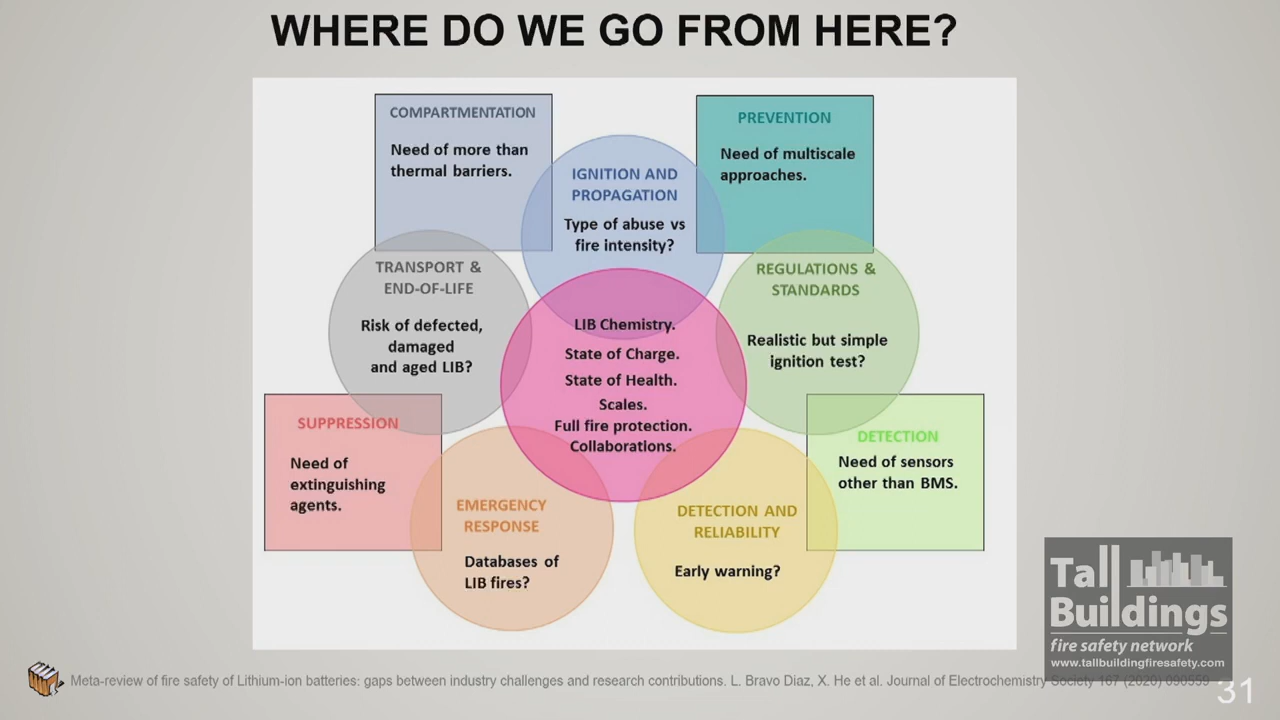 WHERE DO WE GO FROM HERE?
COMPARTMENTATION
Need of more than
thermal barriers.
IGNITION AND
PROPAGATION
Type of abuse vs
fire intensity?
PREVENTION
Need of multiscale
approaches.
TRANSPORT &
END-OF-LIFE
Risk of defected,
damaged
and aged LIB?
LIB Chemistry.
State of Charge.
State of Health.
Scales.
Full fire protection.
Collaborations.
REGULATIONS &
STANDARDS
Realistic but simple
ignition test?
SUPPRESSION
Need of
extinguishing
agents.
EMERGENCY
RESPONSE
Databases of
LIB fires?
DETECTION AND
RELIABILITY
Early warning?
DETECTION
Need of sensors
other than BMS.
Tall
Buildings
fire safety network
www.tallbuildingfiresafety.com
Meta-review of fire safety of Lithium-ion batteries: gaps between industry challenges and research contributions. L. Bravo Diaz, X. He et al. Journal of Electrochemistry Society 167 (2020) 090559
31